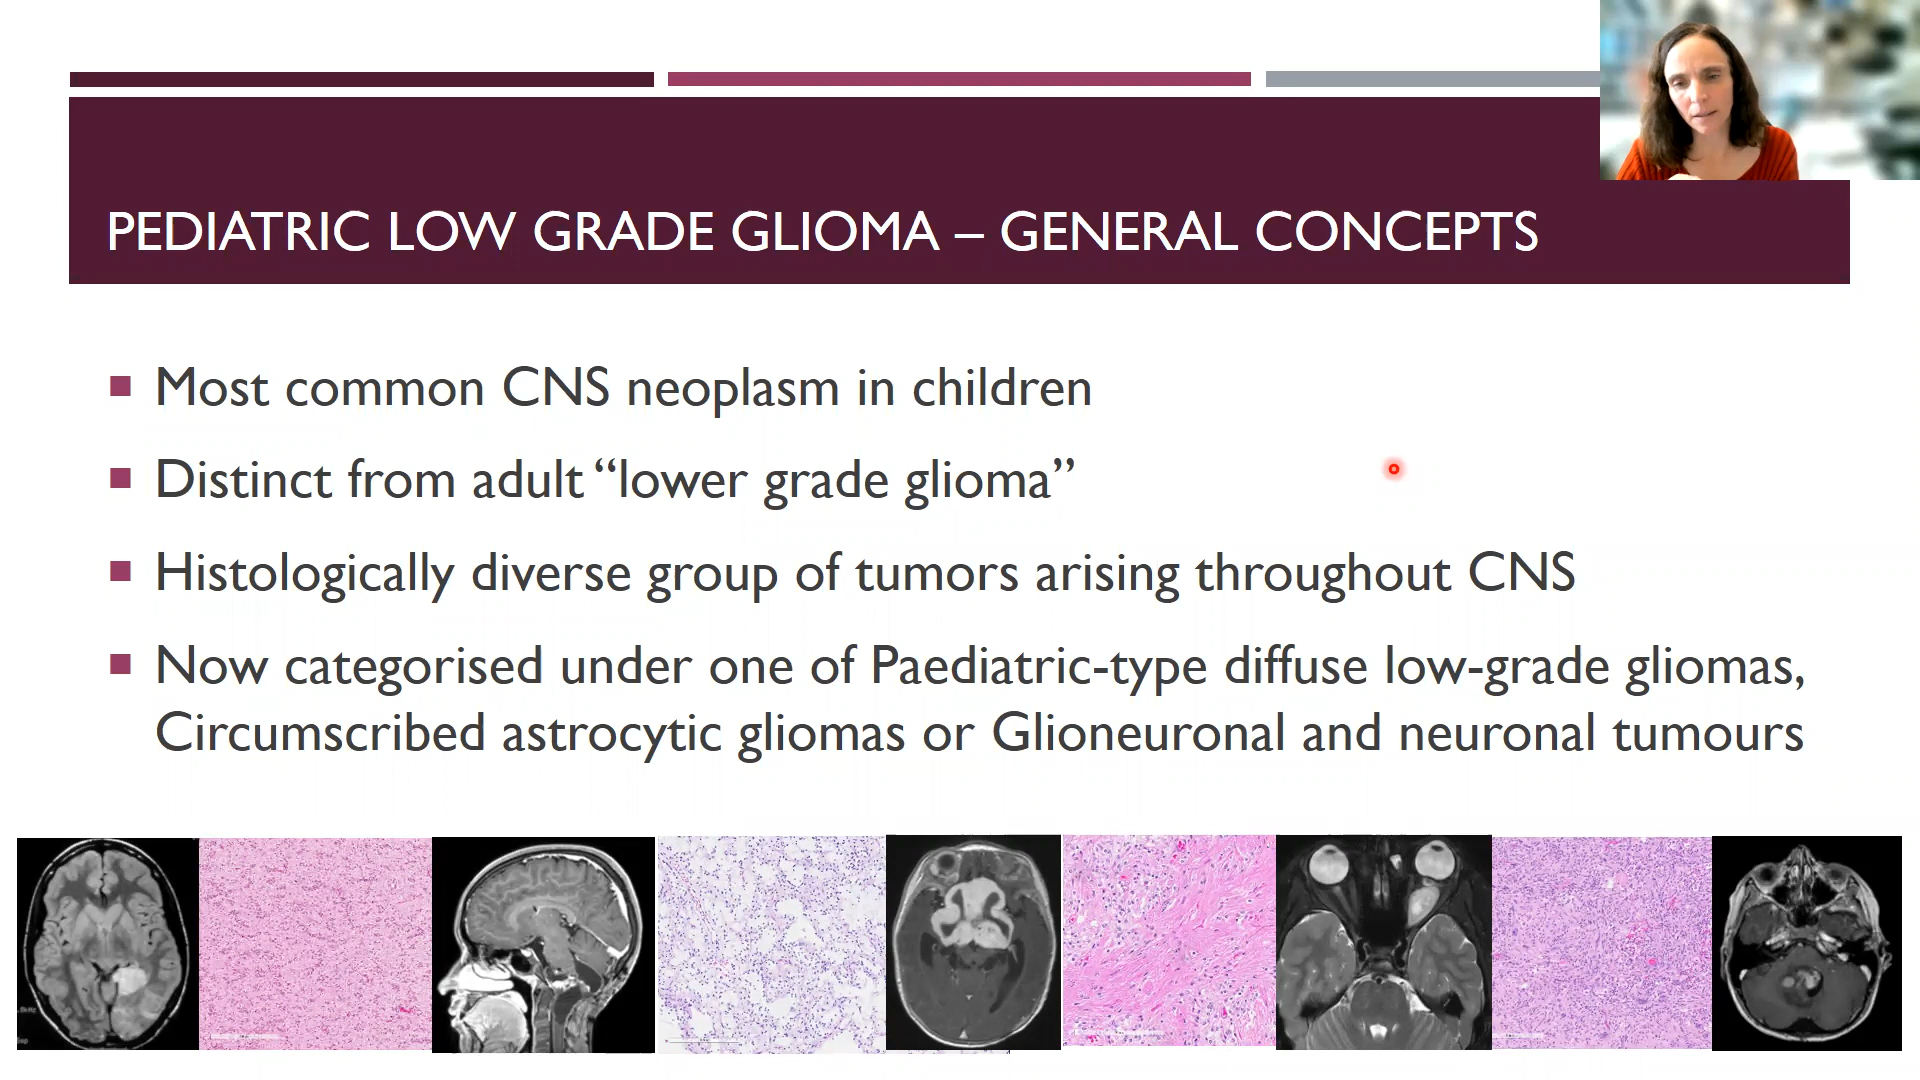 PEDIATRIC LOW GRADE GLIOMA – GENERAL CONCEPTS
Most common CNS neoplasm in children
Distinct from adult “lower grade glioma”
Histologically diverse group of tumors arising throughout CNS
Now categorised under one of Paediatric-type diffuse low-grade gliomas,
Circumscribed astrocytic gliomas or Glioneuronal and neuronal tumours